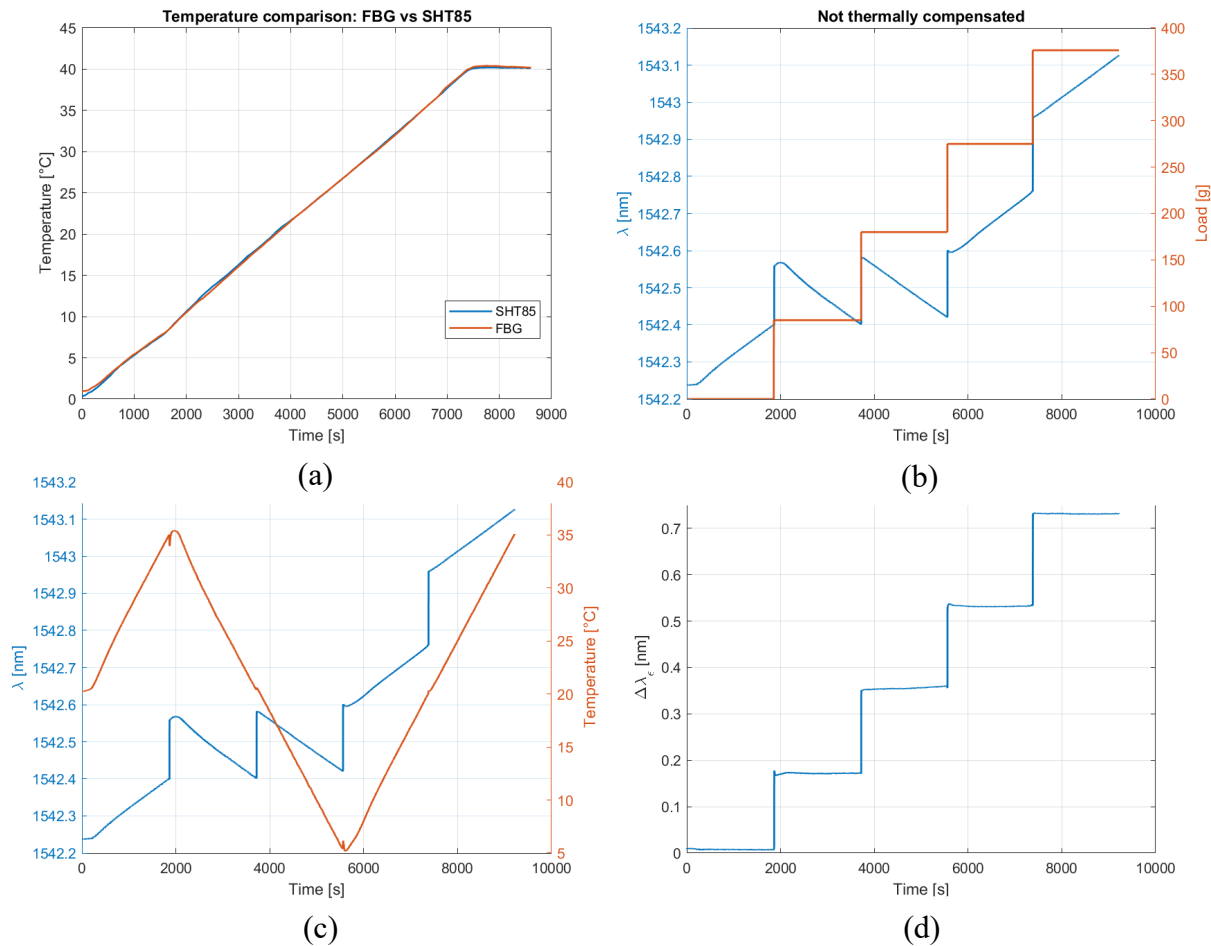 Temperature comparison: FBG vs SHT85
45
40
35
30
25
20
15
10
5
0
Temperature [°C]
0 1000 2000 3000 4000 5000 6000 7000 8000 9000
Time [s]
SHT85
FBG
(a)
Not thermally compensated
1543.2
1543.1
1543
1542.9
1542.8
1542.7
1542.6
1542.5
1542.4
1542.3
1542.2
λ [nm]
400
350
300
250
200
150
100
50
0
Load [g]
0 2000 4000 6000 8000 10000
Time [s]
(b)
1543.2
1543.1
1543
1542.9
1542.8
1542.7
1542.6
1542.5
1542.4
1542.3
1542.2
λ [nm]
40
35
30
25
20
15
10
5
Temperature [°C]
0 2000 4000 6000 8000 10000
Time [s]
(c)
0.7
0.6
0.5
0.4
0.3
0.2
0.1
0
Δλ_ϵ [nm]
0 2000 4000 6000 8000 10000
Time [s]
(d)